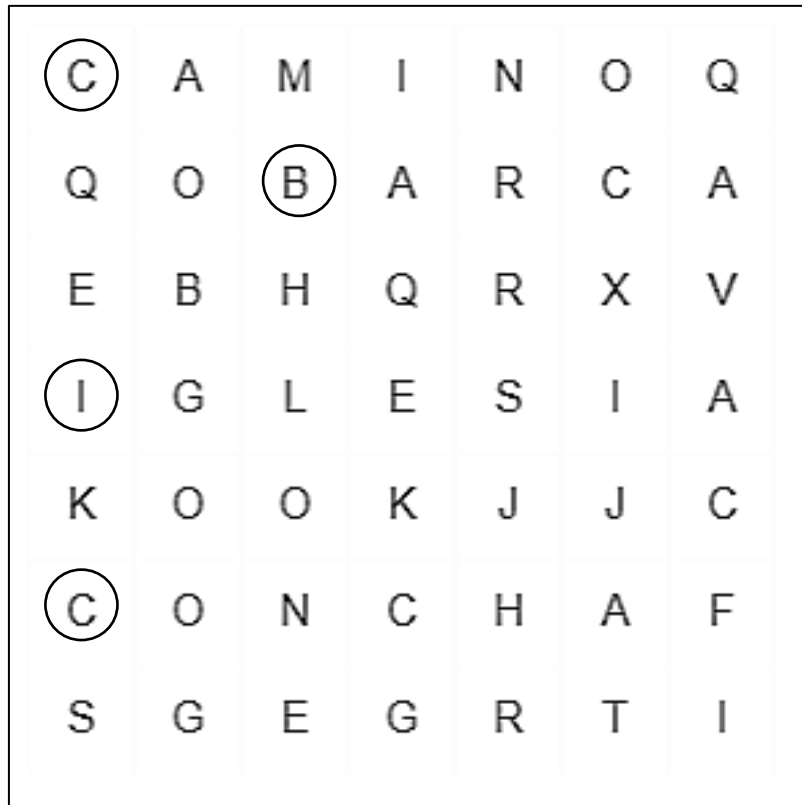 C A M I N O Q
Q O B A R C A
E B H Q R X V
I G L E S I A
K O O K J J C
C O N C H A F
S G E G R T I